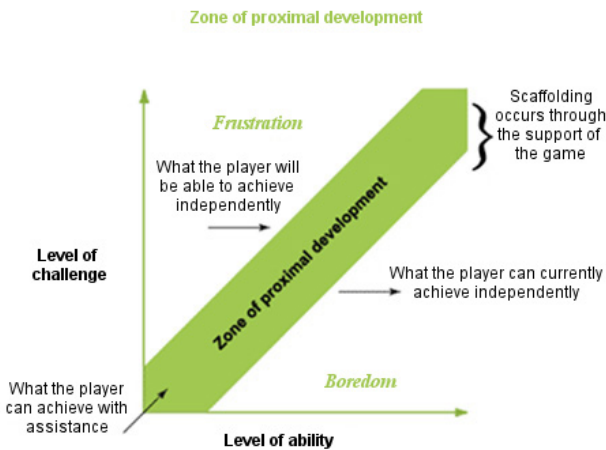 Zone of proximal development
Frustration
Scaffolding
occurs through
the support of
the game
What the player will
be able to achieve
independently
Zone of proximal development
Level of
challenge
What the player can currently
achieve independently
Boredom
What the player
can achieve with
assistance
Level of ability